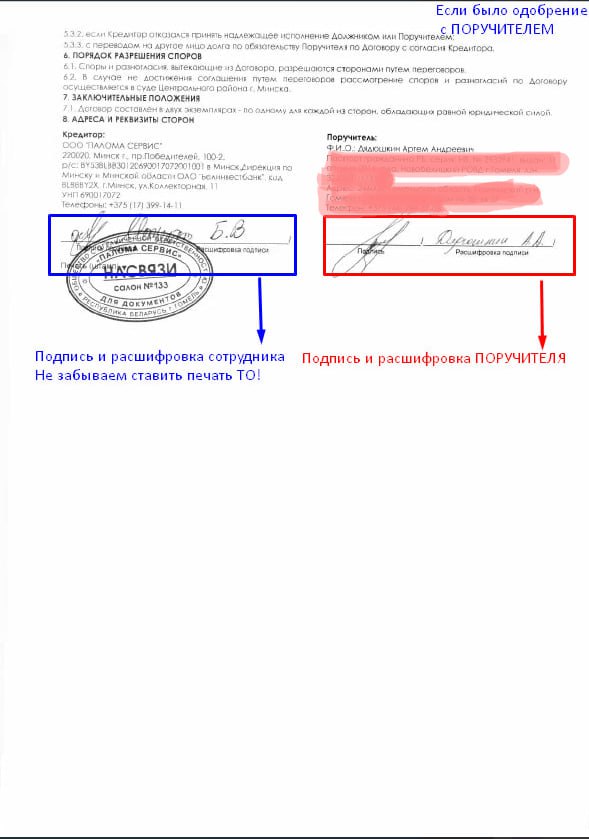 Если было одобрение
с ПОРУЧИТЕЛЕМ
5.3.2. если Кредитор отказался принять надлежащее исполнение Должником или Поручителем;
5.3.3. с переводом на другое лицо долга по обязательству Поручителя по Договору с согласия Кредитора.
6. ПОРЯДОК РАЗРЕШЕНИЯ СПОРОВ
6.1. Споры и разногласия, вытекающие из Договора, разрешаются сторонами путем переговоров.
6.2. В случае не достижения соглашения путем переговоров рассмотрение споров и разногласий по Договору
осуществляется в суде Центрального района г. Минска.
7. ЗАКЛЮЧИТЕЛЬНЫЕ ПОЛОЖЕНИЯ
7.1. Договор составлен в двух экземплярах - по одному для каждой из сторон, обладающих равной юридической силой.
8. АДРЕСА И РЕКВИЗИТЫ СТОРОН
Кредитор:
ООО "ПАЛОМА СЕРВИС"
220020, Минск г., пр.Победителей, 100-2,
р/с: BY53BLBB30120690017072001001 в Минск,Дирекция по
Минску и Минской области ОАО "Белинвестбанк", код
BLBBBY2X, г.Минск, ул.Коллекторная, 11
УНП 690017072
Телефоны: +375 (17) 399-14-11
Б.В
Расшифровка подписи
Печать
"ПАЛОМА СЕРВИС"
НА СВЯЗИ
САЛОН №133
ДЛЯ ДОКУМЕНТОВ
РЕСПУБЛИКА БЕЛАРУСЬ Г.ГОМЕЛЬ
Поручитель:
Ф.И.О.: Дядюшкин Артем Андреевич
Дядюшкин А.А.
Подпись Расшифровка подписи
Подпись и расшифровка сотрудника
Не забываем ставить печать ТО!
Подпись и расшифровка ПОРУЧИТЕЛЯ